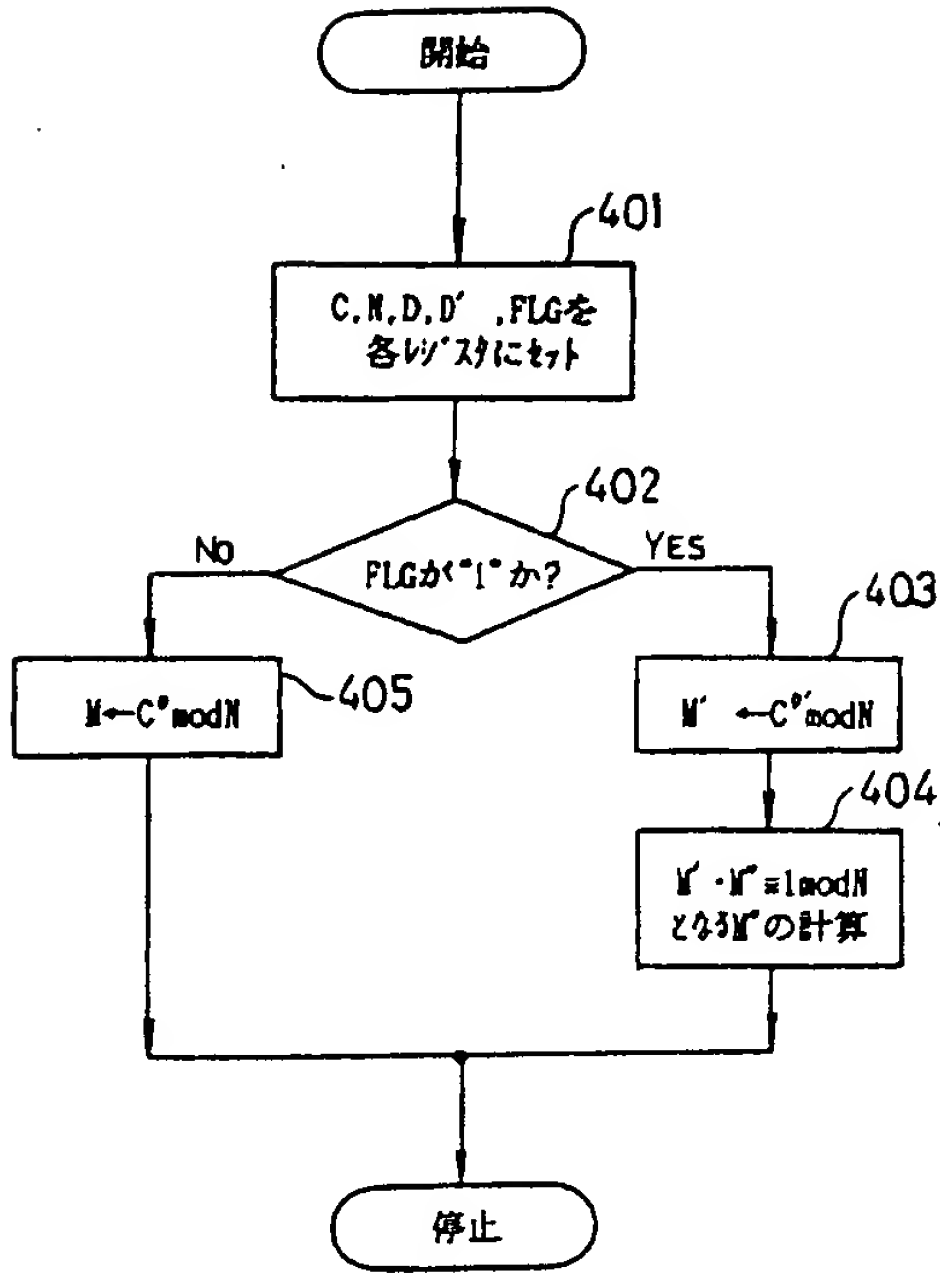 開始
401
C,N,D,D′,FLGを
各レジスタにセット
402
FLGが“1”か?
NO
YES
403
M′ ←C^D′modN
405
M←C^DmodN
404
M′・M″≡1modN
となるM″の計算
停止